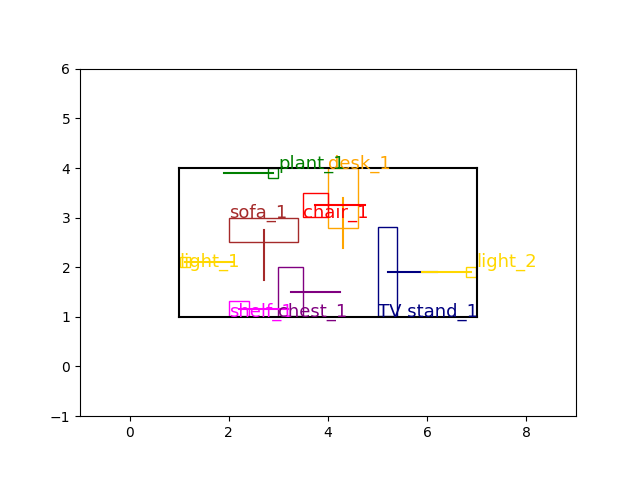 6
5
4
3
2
1
0
−1
plant_1
desk_1
sofa_1
chair_1
light_1
light_2
shelf_1
chest_1
TV stand_1
0 2 4 6 8